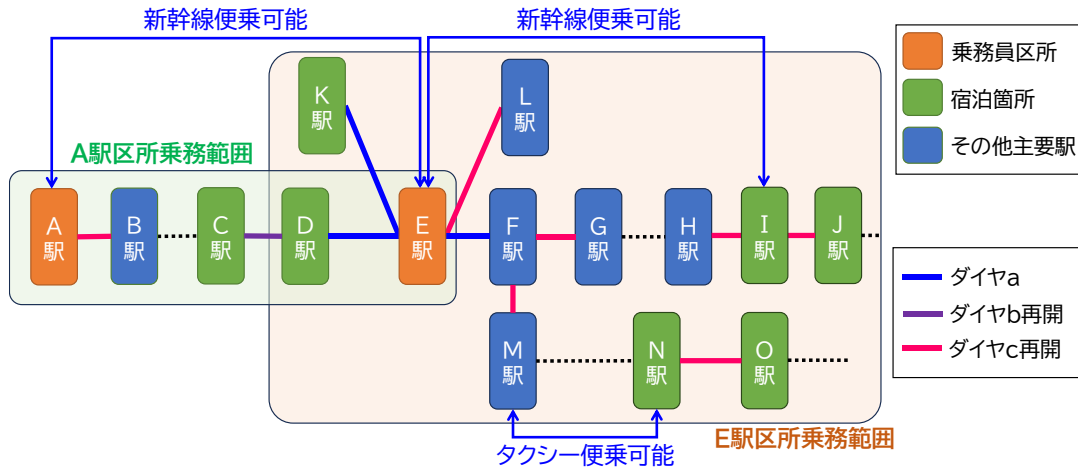 新幹線便乗可能
新幹線便乗可能
乗務員区所
宿泊箇所
その他主要駅
K
駅
L
駅
A駅区所乗務範囲
A
駅
B
駅
C
駅
D
駅
E
駅
F
駅
G
駅
H
駅
I
駅
J
駅
ダイヤa
ダイヤb再開
ダイヤc再開
M
駅
N
駅
O
駅
E駅区所乗務範囲
タクシー便乗可能